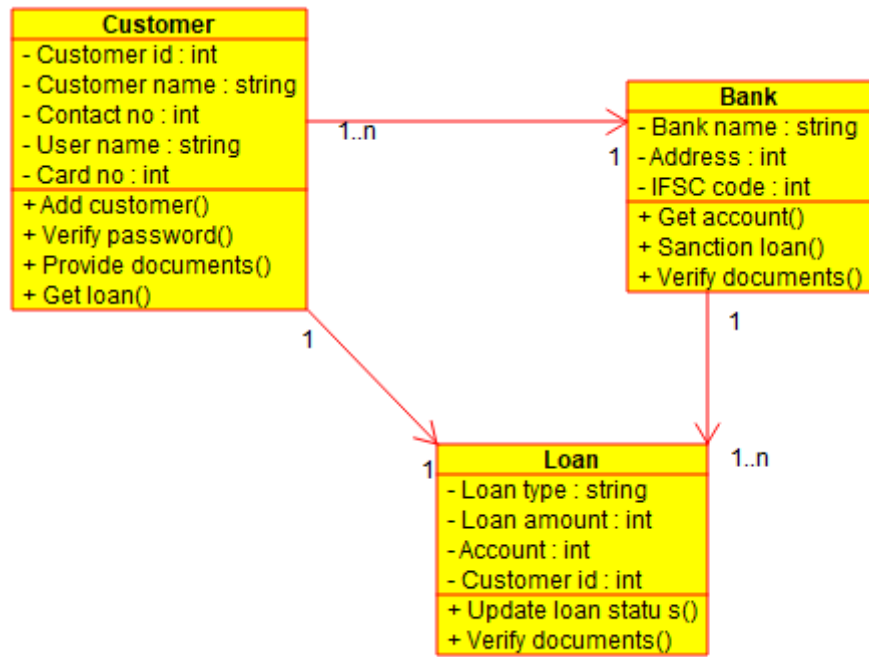 Customer
- Customer id : int
- Customer name : string
- Contact no : int
- User name : string
- Card no : int
+ Add customer()
+ Verify password()
+ Provide documents()
+ Get loan()
1..n
1
Bank
- Bank name : string
- Address : int
- IFSC code : int
+ Get account()
+ Sanction loan()
+ Verify documents()
1
1
1
1..n
Loan
- Loan type : string
- Loan amount : int
- Account : int
- Customer id : int
+ Update loan statu s()
+ Verify documents()